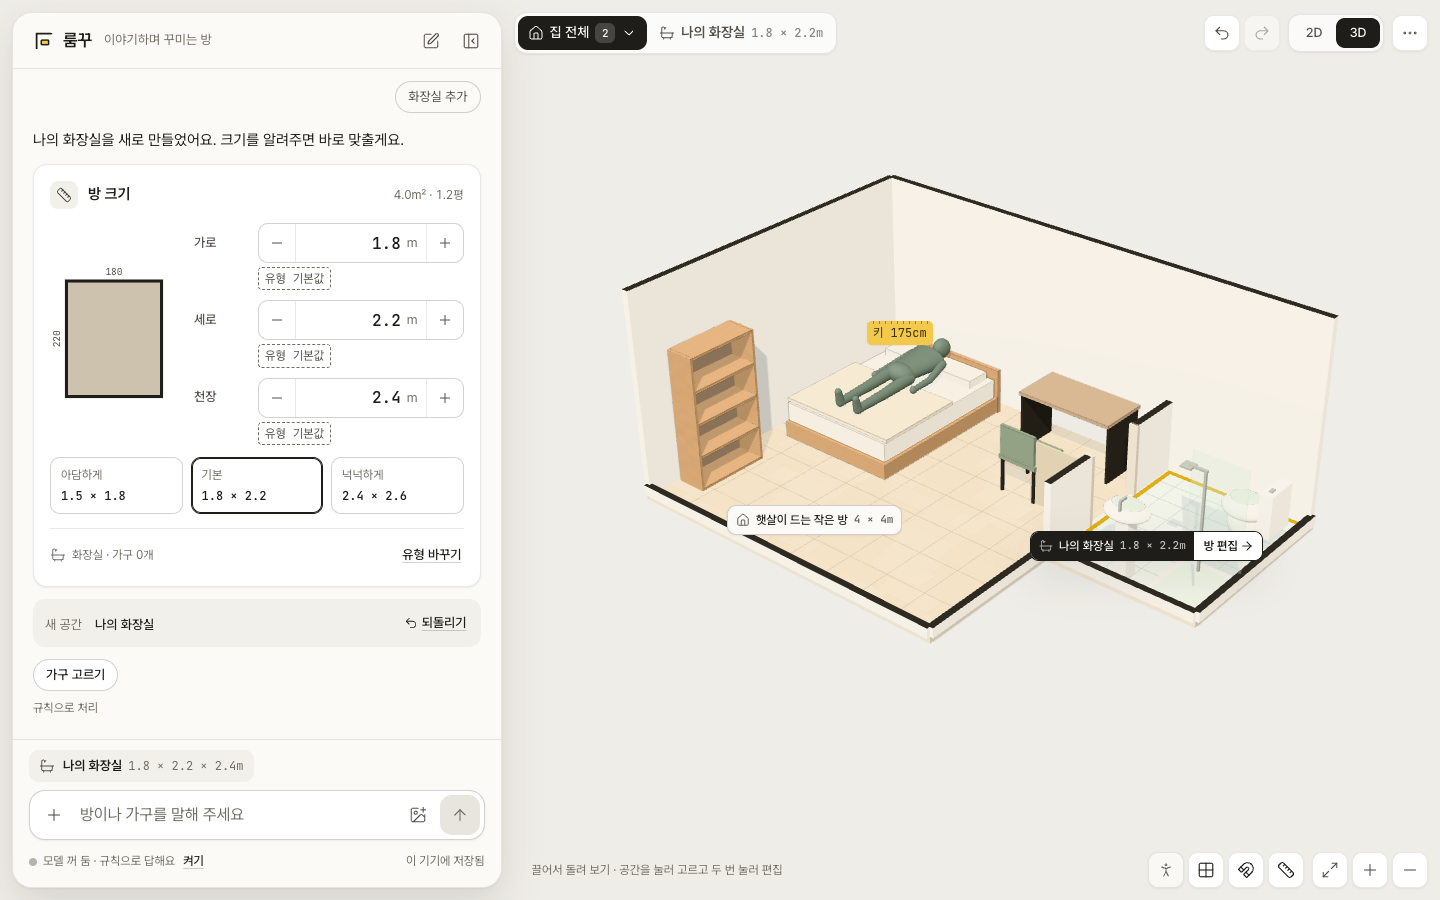 룸꾸 이야기하며 꾸미는 방
화장실 추가
나의 화장실을 새로 만들었어요. 크기를 알려주면 바로 맞출게요.
방 크기 4.0m² · 1.2평
180
220
가로 1.8 m
유형 기본값
세로 2.2 m
유형 기본값
천장 2.4 m
유형 기본값
아담하게
1.5 × 1.8
기본
1.8 × 2.2
넉넉하게
2.4 × 2.6
화장실 · 가구 0개 유형 바꾸기
새 공간 나의 화장실 되돌리기
가구 고르기
규칙으로 처리
나의 화장실 1.8 × 2.2 × 2.4m
방이나 가구를 말해 주세요
모델 꺼 둠 · 규칙으로 답해요 켜기 이 기기에 저장됨
집 전체 2 나의 화장실 1.8 × 2.2m
2D 3D
키 175cm
햇살이 드는 작은 방 4 × 4m
나의 화장실 1.8 × 2.2m 방 편집
끌어서 돌려 보기 · 공간을 눌러 고르고 두 번 눌러 편집